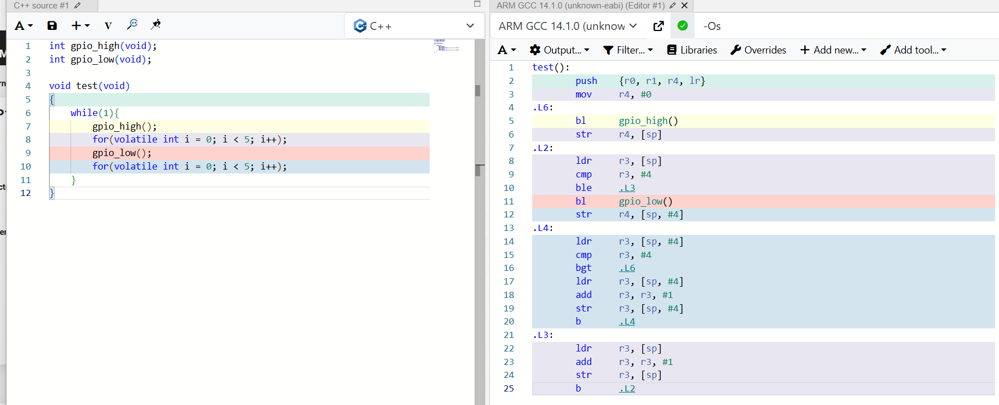 C++ source #1
A
+
v
C++
1 int gpio_high(void);
2 int gpio_low(void);
3
4 void test(void)
5 {
6 while(1){
7 gpio_high();
8 for(volatile int i = 0; i < 5; i++);
9 gpio_low();
10 for(volatile int i = 0; i < 5; i++);
11 }
12 }
ARM GCC 14.1.0 (unknown-eabi) (Editor #1)
ARM GCC 14.1.0 (unknow
-Os
A Output... Filter... Libraries Overrides + Add new... Add tool...
1 test():
2 push {r0, r1, r4, lr}
3 mov r4, #0
4 .L6:
5 bl gpio_high()
6 str r4, [sp]
7 .L2:
8 ldr r3, [sp]
9 cmp r3, #4
10 ble .L3
11 bl gpio_low()
12 str r4, [sp, #4]
13 .L4:
14 ldr r3, [sp, #4]
15 cmp r3, #4
16 bgt .L6
17 ldr r3, [sp, #4]
18 add r3, r3, #1
19 str r3, [sp, #4]
20 b .L4
21 .L3:
22 ldr r3, [sp]
23 add r3, r3, #1
24 str r3, [sp]
25 b .L2